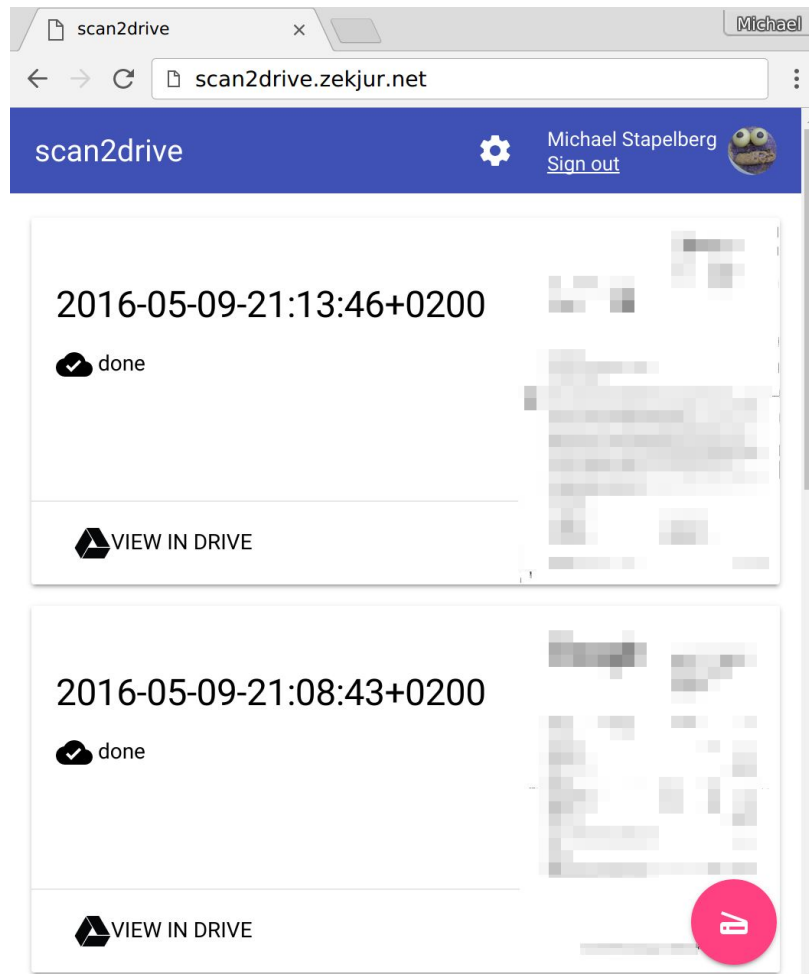 scan2drive
Michael
scan2drive.zekjur.net
scan2drive
Michael Stapelberg
Sign out
2016-05-09-21:13:46+0200
done
VIEW IN DRIVE
2016-05-09-21:08:43+0200
done
VIEW IN DRIVE